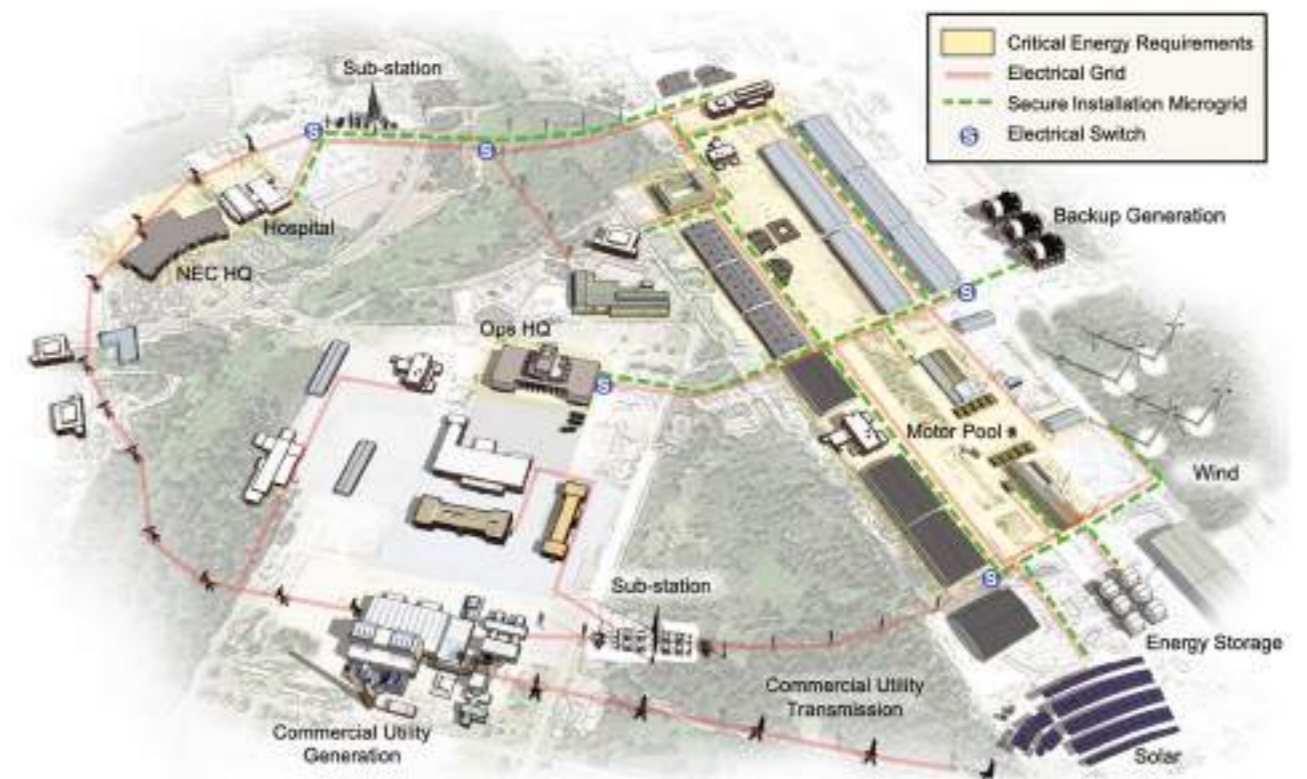 Critical Energy Requirements
Electrical Grid
Secure Installation Microgrid
S Electrical Switch
Sub-station
S
S
Hospital
NEC HQ
Backup Generation
S
Ops HQ
S
Motor Pool
Wind
S
Sub-station
Energy Storage
Commercial Utility
Transmission
Commercial Utility
Generation
Solar